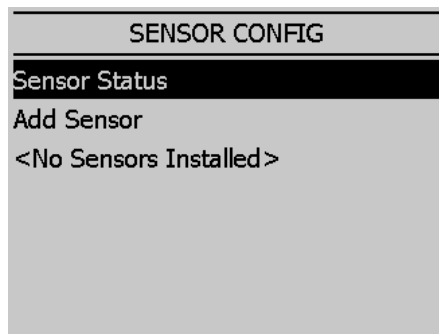 SENSOR CONFIG
Sensor Status
Add Sensor
<No Sensors Installed>